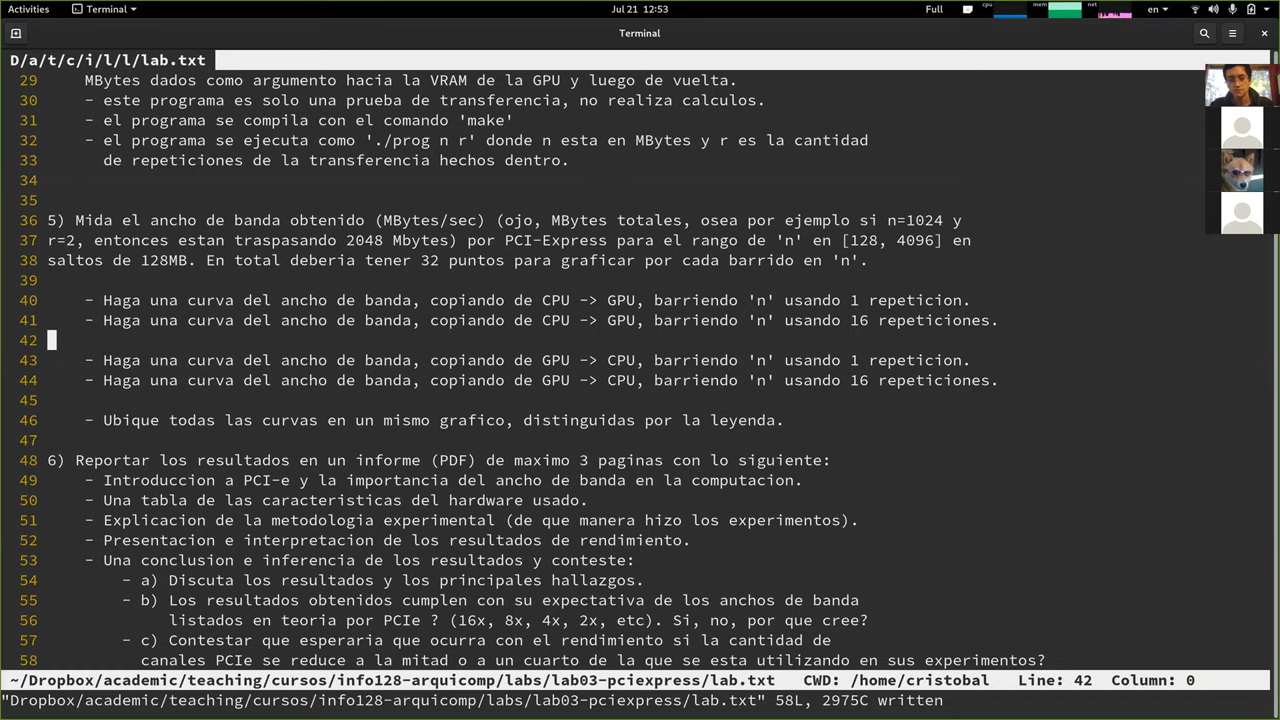 Activities Terminal Jul 21 12:53 Full cpu mem net en
Terminal
D/a/t/c/i/l/l/lab.txt
29 MBytes dados como argumento hacia la VRAM de la GPU y luego de vuelta.
30 - este programa es solo una prueba de transferencia, no realiza calculos.
31 - el programa se compila con el comando 'make'
32 - el programa se ejecuta como './prog n r' donde n esta en MBytes y r es la cantidad
33 de repeticiones de la transferencia hechos dentro.
34
35
36 5) Mida el ancho de banda obtenido (MBytes/sec) (ojo, MBytes totales, osa por ejemplo si n=1024 y
37 r=2, entonces estan traspasando 2048 Mbytes) por PCI-Express para el rango de 'n' en [128, 4096] en
38 saltos de 128MB. En total deberia tener 32 puntos para graficar por cada barrido en 'n'.
39
40 - Haga una curva del ancho de banda, copiando de CPU -> GPU, barriendo 'n' usando 1 repeticion.
41 - Haga una curva del ancho de banda, copiando de CPU -> GPU, barriendo 'n' usando 16 repeticiones.
42
43 - Haga una curva del ancho de banda, copiando de GPU -> CPU, barriendo 'n' usando 1 repeticion.
44 - Haga una curva del ancho de banda, copiando de GPU -> CPU, barriendo 'n' usando 16 repeticiones.
45
46 - Ubique todas las curvas en un mismo grafico, distinguidas por la leyenda.
47
48 6) Reportar los resultados en un informe (PDF) de maximo 3 paginas con lo siguiente:
49 - Introduccion a PCI-e y la importancia del ancho de banda en la computacion.
50 - Una tabla de las caracteristicas del hardware usado.
51 - Explicacion de la metodologia experimental (de que manera hizo los experimentos).
52 - Presentacion e interpretacion de los resultados de rendimiento.
53 - Una conclusion e inferencia de los resultados y conteste:
54 - a) Discuta los resultados y los principales hallazgos.
55 - b) Los resultados obtenidos cumplen con su expectativa de los anchos de banda
56 listados en teoria por PCIe ? (16x, 8x, 4x, 2x, etc). Si, no, por que cree?
57 - c) Contestar que esperaria que ocurra con el rendimiento si la cantidad de
58 canales PCIe se reduce a la mitad o a un cuarto de la que se esta utilizando en sus experimentos?
~/Dropbox/academic/teaching/cursos/info128-arquicomp/labs/lab03-pciexpress/lab.txt CWD: /home/cristobal Line: 42 Column: 0
"Dropbox/academic/teaching/cursos/info128-arquicomp/labs/lab03-pciexpress/lab.txt" 58L, 2975C written